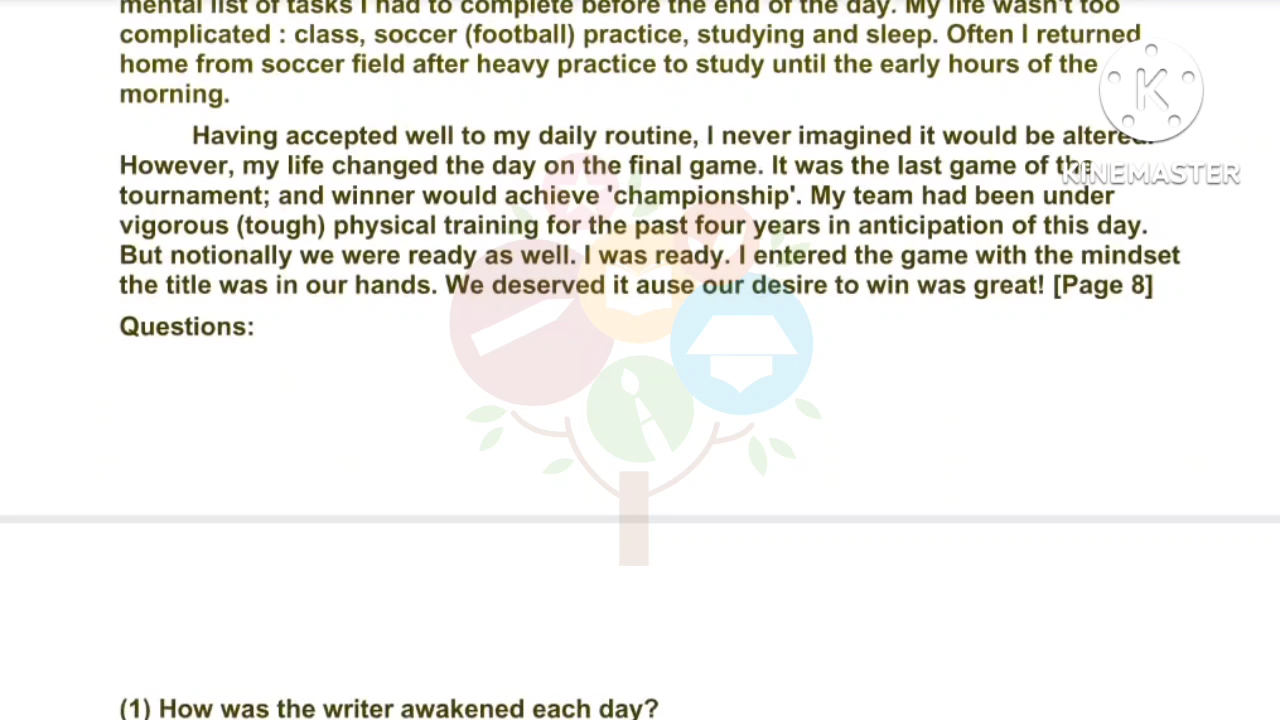 mental list of tasks I had to complete before the end of the day. My life wasn't too
complicated : class, soccer (football) practice, studying and sleep. Often I returned
home from soccer field after heavy practice to study until the early hours of the
morning.
Having accepted well to my daily routine, I never imagined it would be altered.
However, my life changed the day on the final game. It was the last game of the
tournament; and winner would achieve 'championship'. My team had been under
vigorous (tough) physical training for the past four years in anticipation of this day.
But notionally we were ready as well. I was ready. I entered the game with the mindset
the title was in our hands. We deserved it ause our desire to win was great! [Page 8]
Questions:
(1) How was the writer awakened each day?
K
KINEMASTER